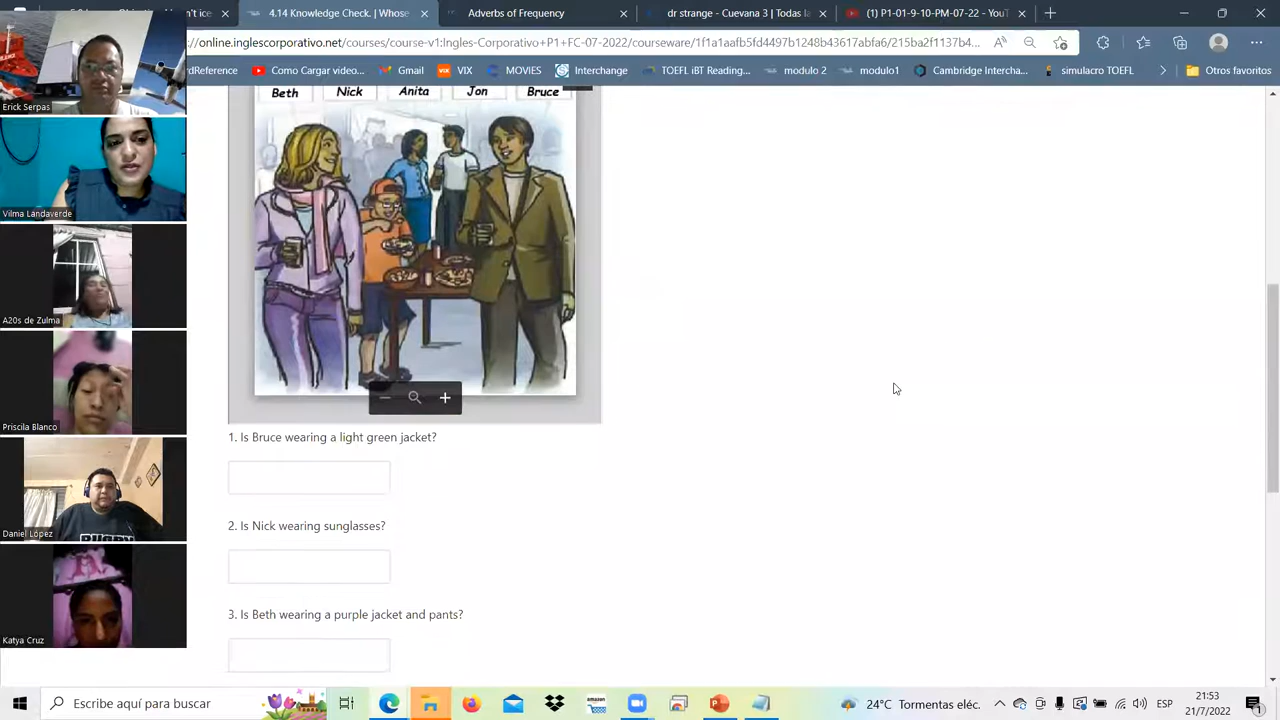 4.14 Knowledge Check. | Whose
Adverbs of Frequency
dr strange - Cuevana 3 | Todas la
(1) P1-01-9-10-PM-07-22 - YouT
://online.inglescorporativo.net/courses/course-v1:Ingles-Corporativo+P1+FC-07-2022/courseware/1f1a1aafb5fd4497b1248b43617abfa6/215ba2f1137b4...
rdReference
Como Cargar video...
Gmail
VIX
MOVIES
Interchange
TOEFL iBT Reading...
modulo 2
modulo1
Cambridge Intercha...
simulacro TOEFL
Otros favoritos
Beth Nick Anita Jon Bruce
Erick Serpas
Vilma Landaverde
A20s de Zulma
Priscila Blanco
Daniel López
Katya Cruz
1. Is Bruce wearing a light green jacket?
2. Is Nick wearing sunglasses?
3. Is Beth wearing a purple jacket and pants?
Escribe aquí para buscar
24°C Tormentas eléc.
ESP
21:53
21/7/2022